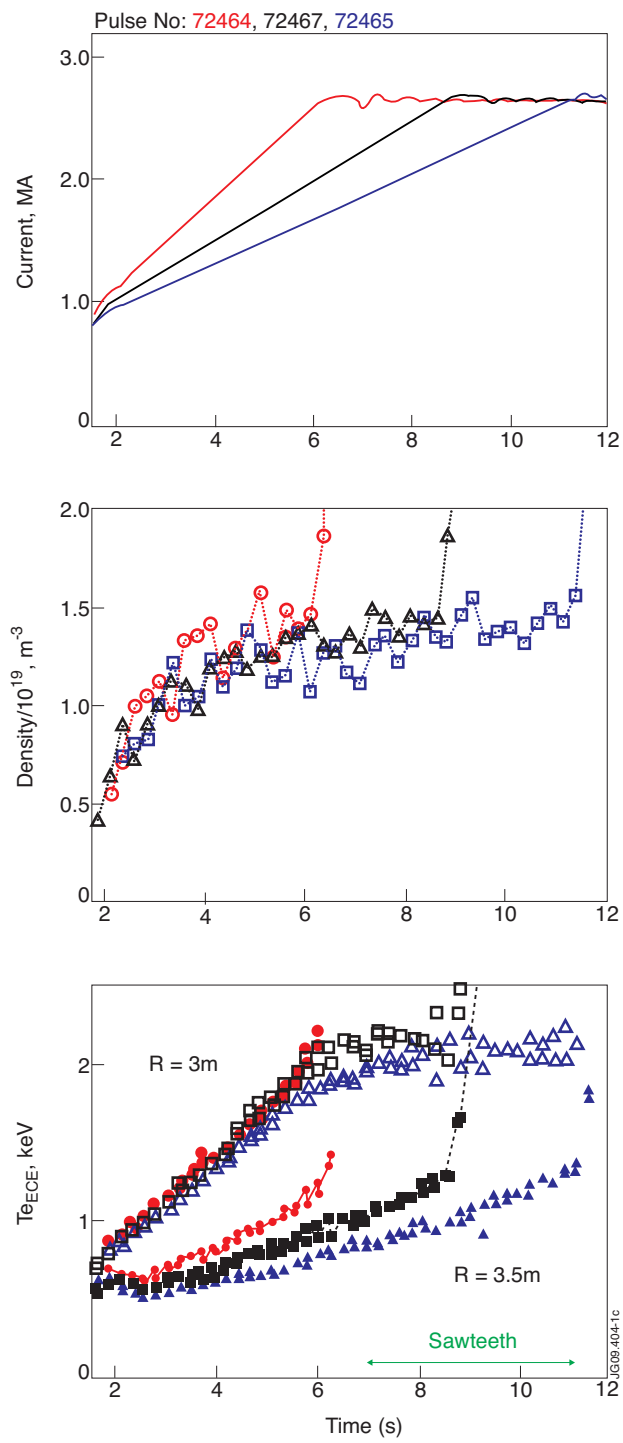 Pulse No: 72464, 72467, 72465
3.0
2.0
1.0
0
Current, MA
2 4 6 8 10 12
2.0
1.5
1.0
0.5
0
Density/10^19, m^-3
2 4 6 8 10 12
R = 3m
2
1
0
Te_ECE, keV
R = 3.5m
Sawteeth
JG09.404-1c
2 4 6 8 10 12
Time (s)